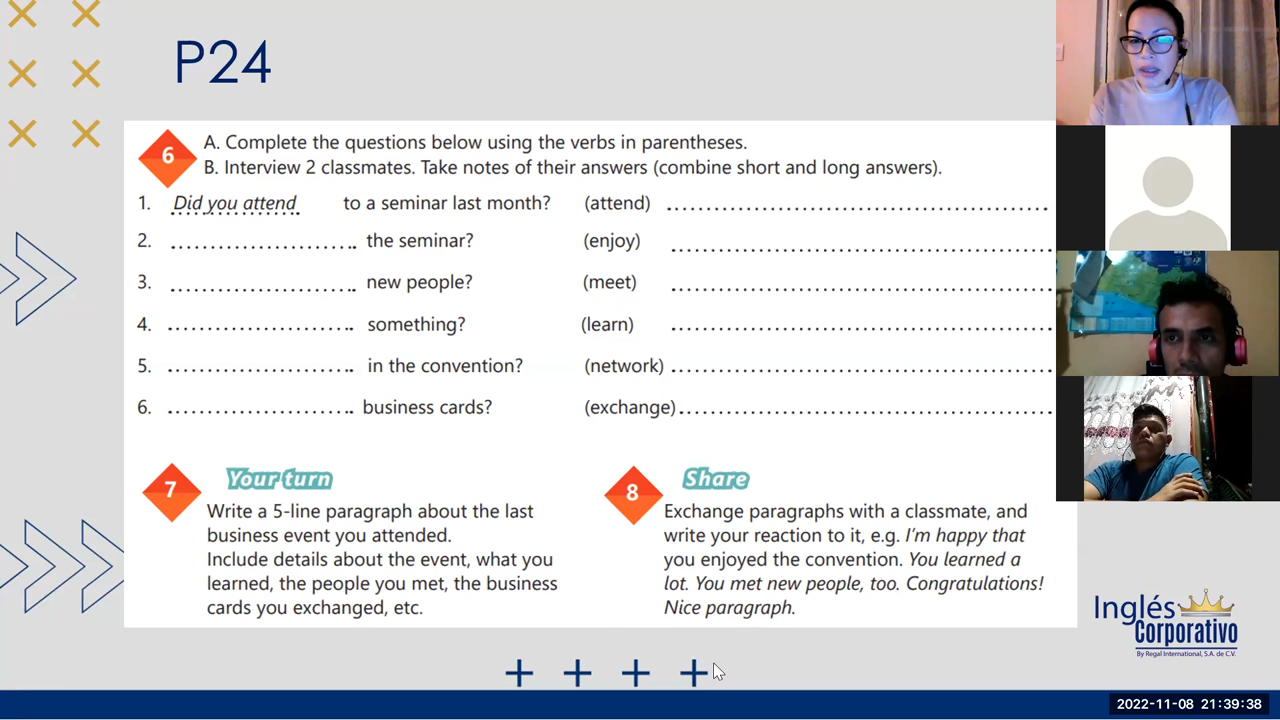 P24
6
A. Complete the questions below using the verbs in parentheses.
B. Interview 2 classmates. Take notes of their answers (combine short and long answers).
1. Did you attend to a seminar last month? (attend)
2. the seminar? (enjoy)
3. new people? (meet)
4. something? (learn)
5. in the convention? (network)
6. business cards? (exchange)
7 Your turn
Write a 5-line paragraph about the last
business event you attended.
Include details about the event, what you
learned, the people you met, the business
cards you exchanged, etc.
8 Share
Exchange paragraphs with a classmate, and
write your reaction to it, e.g. I'm happy that
you enjoyed the convention. You learned a
lot. You met new people, too. Congratulations!
Nice paragraph.
Inglés
Corporativo
By Regal International, S.A. de C.V.
2022-11-08 21:39:38